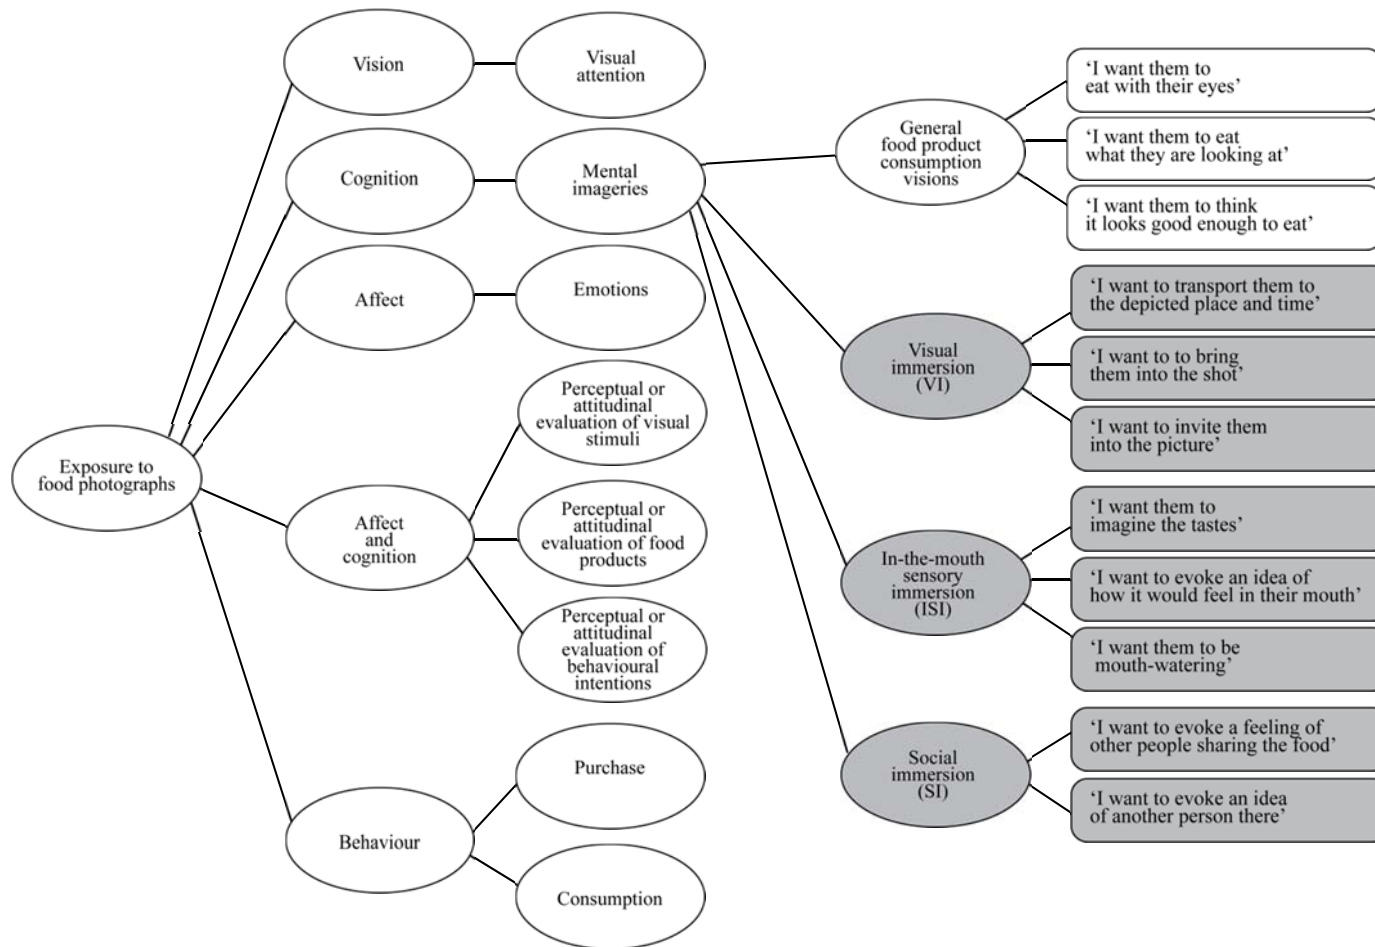 Vision
Visual
attention
Cognition
Mental
imageries
Affect
Emotions
Exposure to
food photographs
Affect
and
cognition
Perceptual or
attitudinal
evaluation of visual
stimuli
Perceptual or
attitudinal
evaluation of food
products
Perceptual or
attitudinal
evaluation of
behavioural
intentions
Behaviour
Purchase
Consumption
General
food product
consumption
visions
‘I want them to
eat with their eyes’
‘I want them to eat
what they are looking at’
‘I want them to think
it looks good enough to eat’
Visual
immersion
(VI)
‘I want to transport them to
the depicted place and time’
‘I want to to bring
them into the shot’
‘I want to invite them
into the picture’
In-the-mouth
sensory
immersion
(ISI)
‘I want them to
imagine the tastes’
‘I want to evoke an idea of
how it would feel in their mouth’
‘I want them to be
mouth-watering’
Social
immersion
(SI)
‘I want to evoke a feeling of
other people sharing the food’
‘I want to evoke an idea
of another person there’